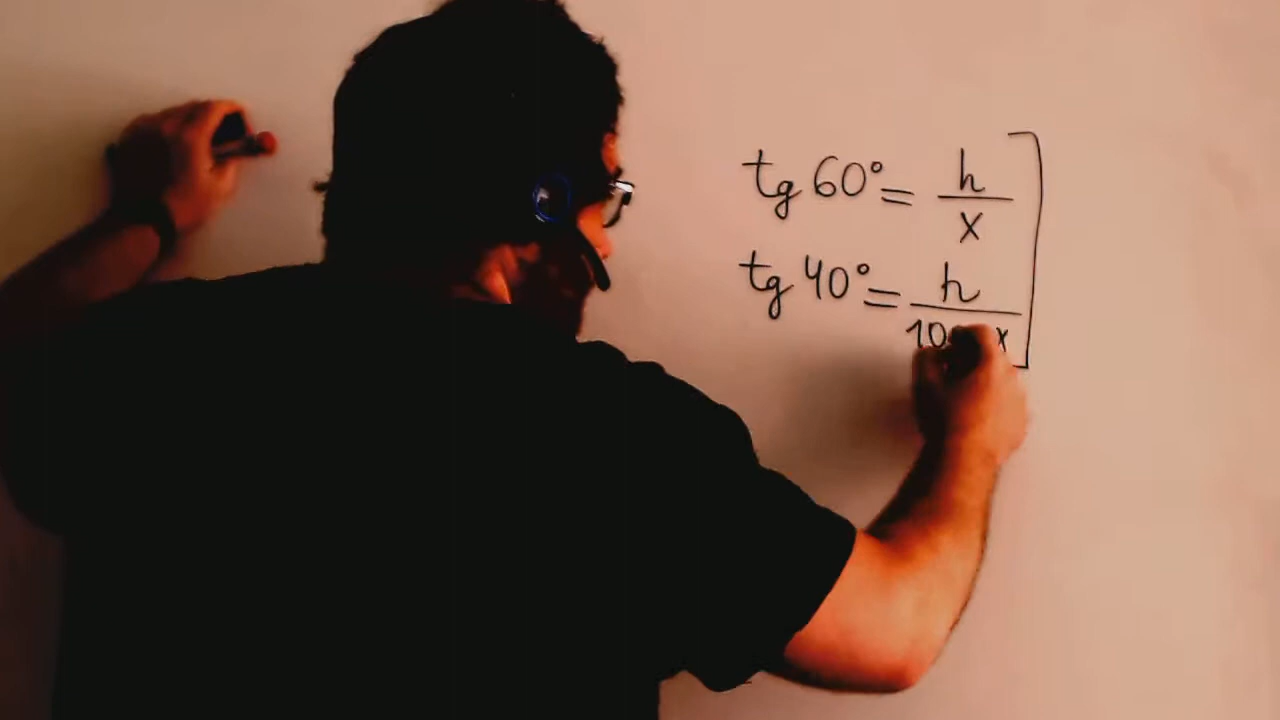 tg 60° = h/x
tg 40° = h/10 x